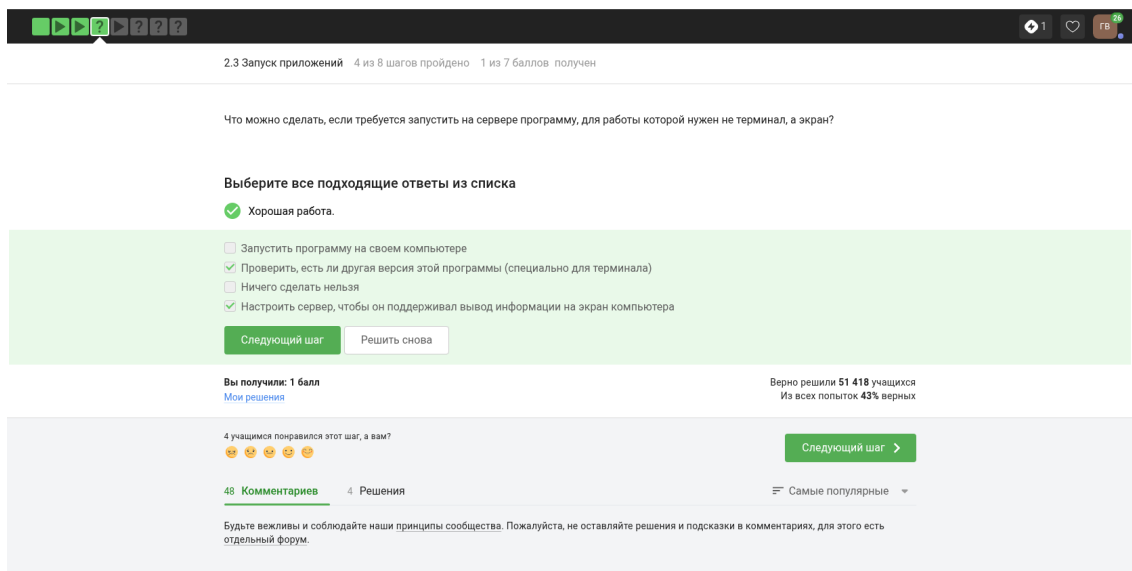 ? ? ? ?
1
ГВ
26
2.3 Запуск приложений 4 из 8 шагов пройдено 1 из 7 баллов получен
Что можно сделать, если требуется запустить на сервере программу, для работы которой нужен не терминал, а экран?
Выберите все подходящие ответы из списка
Хорошая работа.
Запустить программу на своем компьютере
Проверить, есть ли другая версия этой программы (специально для терминала)
Ничего сделать нельзя
Настроить сервер, чтобы он поддерживал вывод информации на экран компьютера
Следующий шаг Решить снова
Вы получили: 1 балл
Мои решения
Верно решили 51 418 учащихся
Из всех попыток 43% верных
4 учащимся понравился этот шаг, а вам?
Следующий шаг
48 Комментариев 4 Решения
Самые популярные
Будьте вежливы и соблюдайте наши принципы сообщества. Пожалуйста, не оставляйте решения и подсказки в комментариях, для этого есть
отдельный форум.